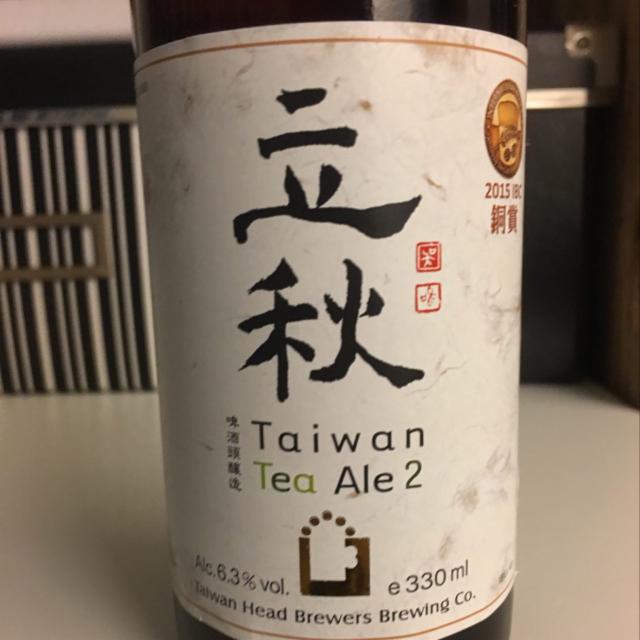 立秋
2015 IBC
銅賞
啤酒頭釀造
Taiwan
Tea Ale 2
Alc.6.3% vol.
e 330 ml
Taiwan Head Brewers Brewing Co.